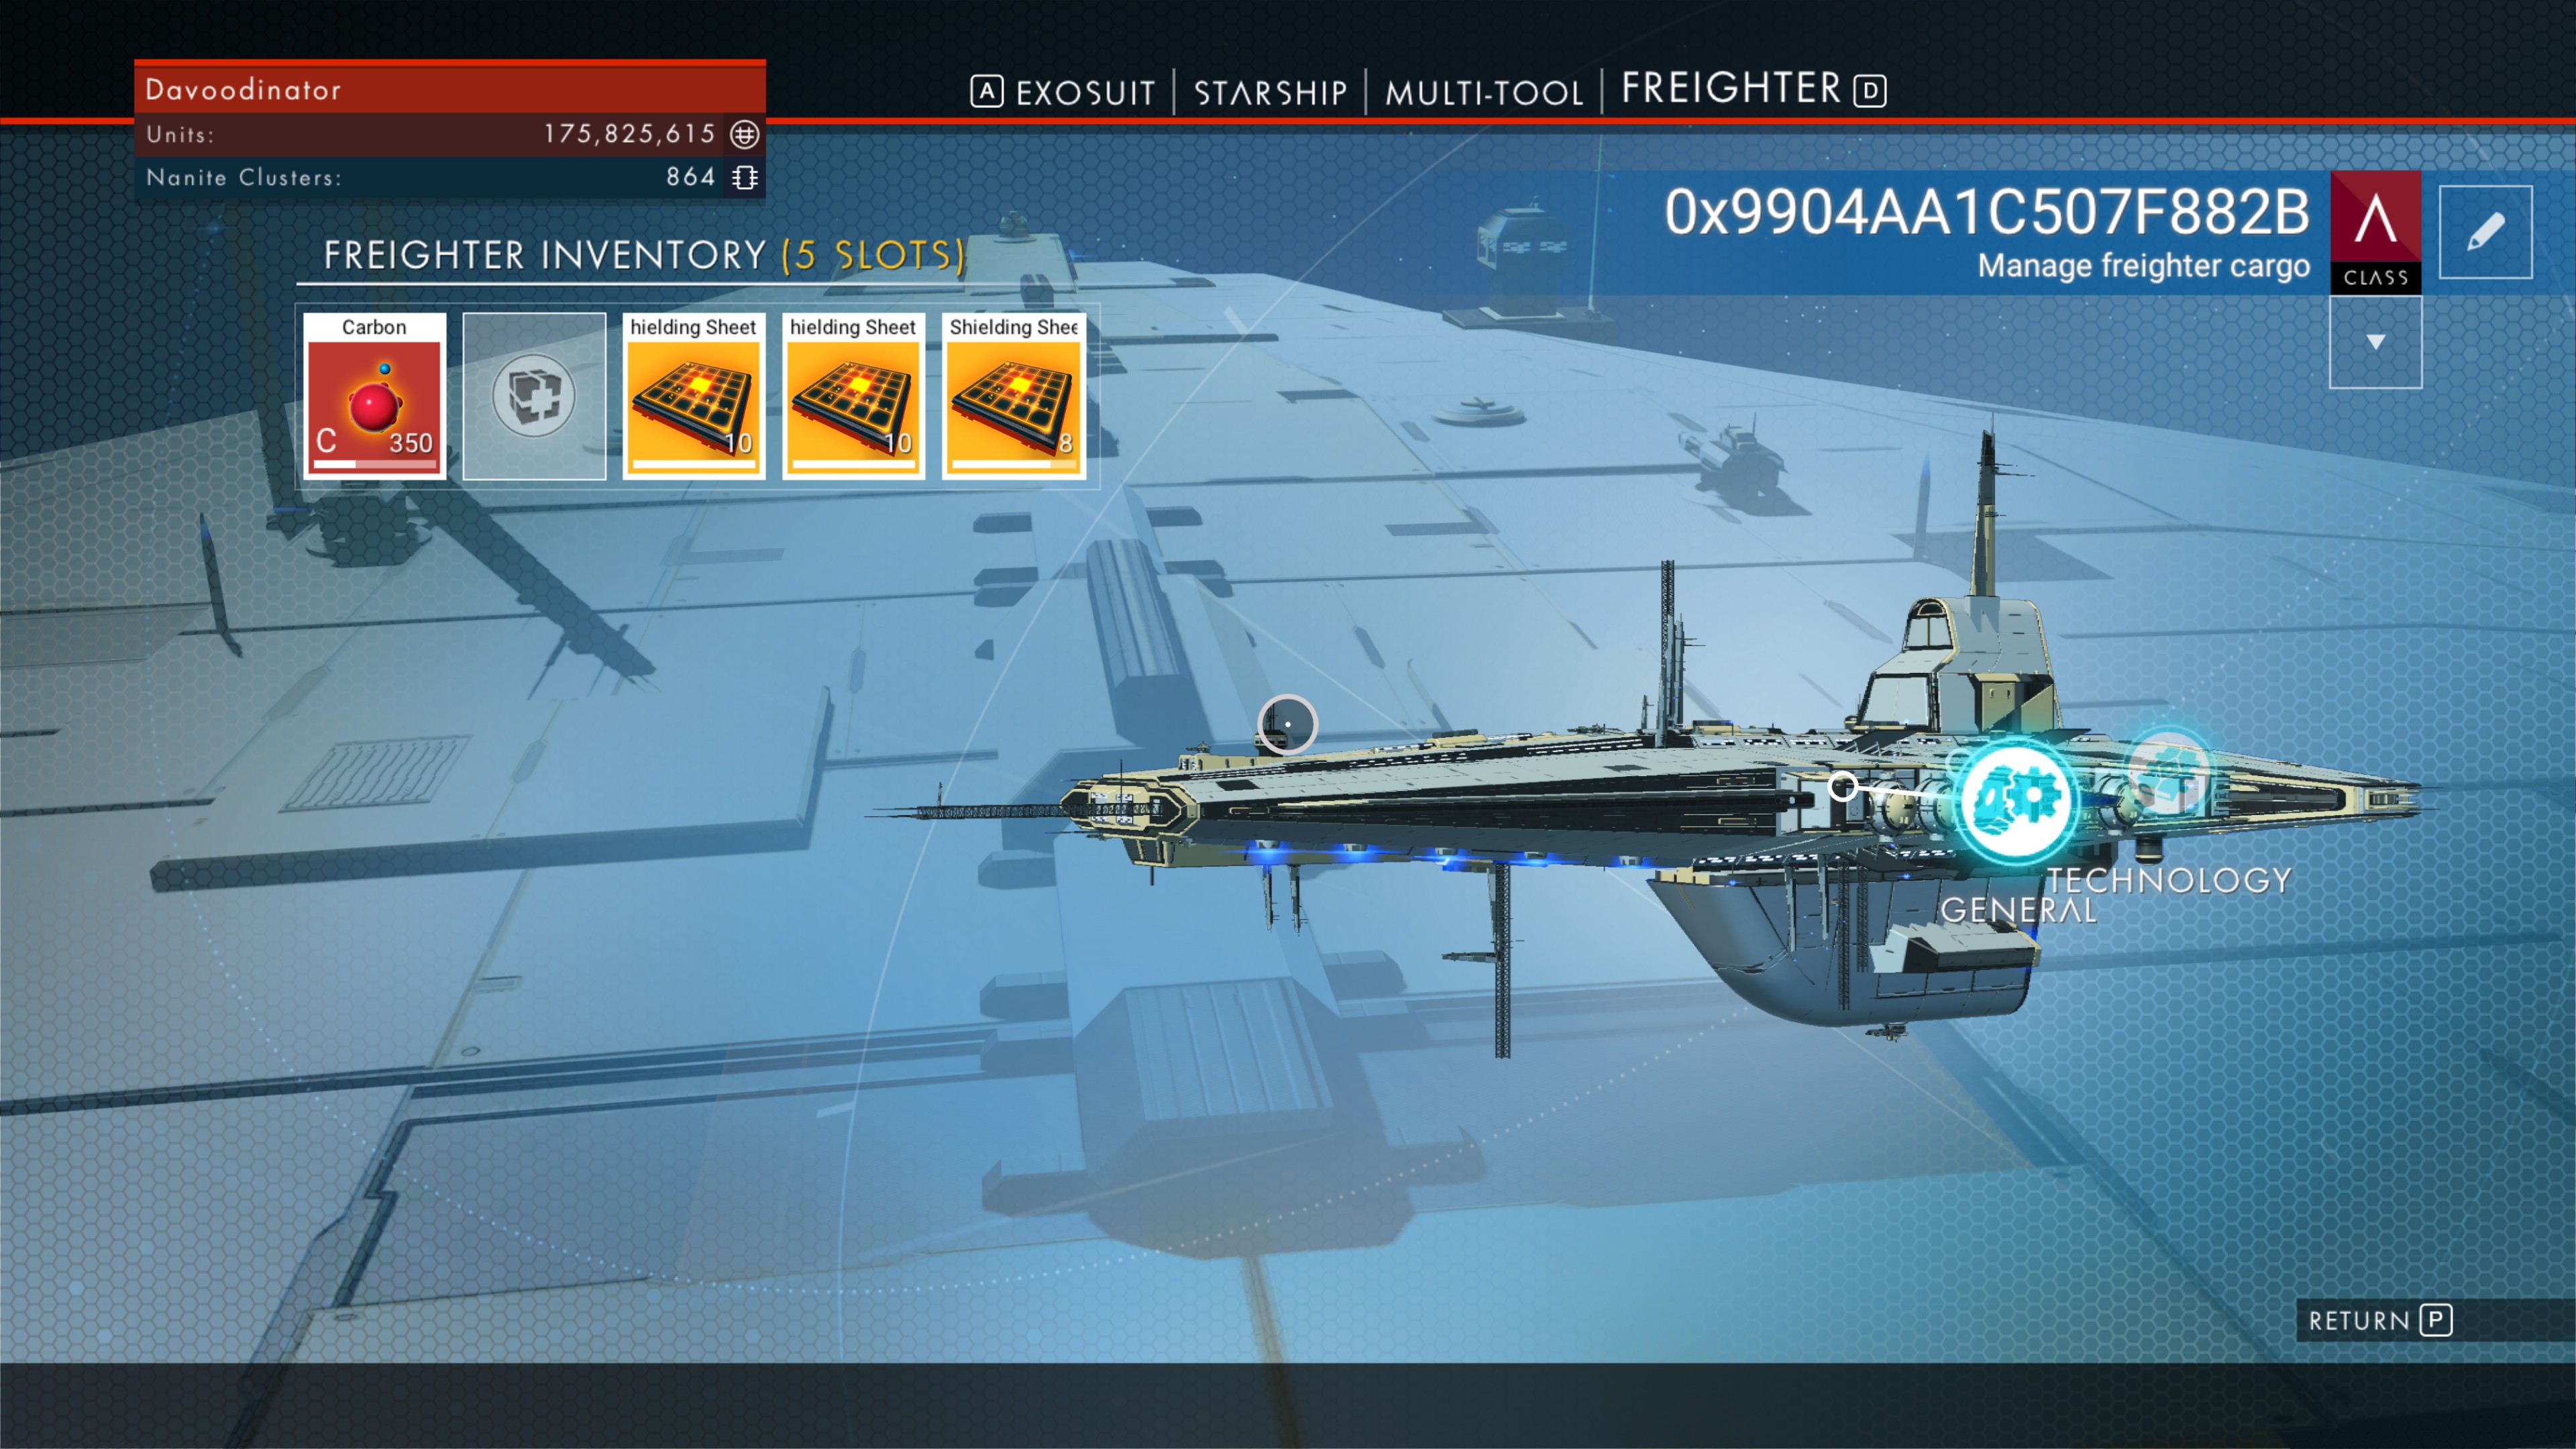 Davoodinator
Units: 175,825,615
Nanite Clusters: 864
A EXOSUIT STARSHIP MULTI-TOOL FREIGHTER D
0x9904AA1C507F882B
Manage freighter cargo
A
CLASS
FREIGHTER INVENTORY (5 SLOTS)
Carbon
C 350
hielding Sheet
10
hielding Sheet
10
Shielding Shee
8
TECHNOLOGY
GENERAL
RETURN P